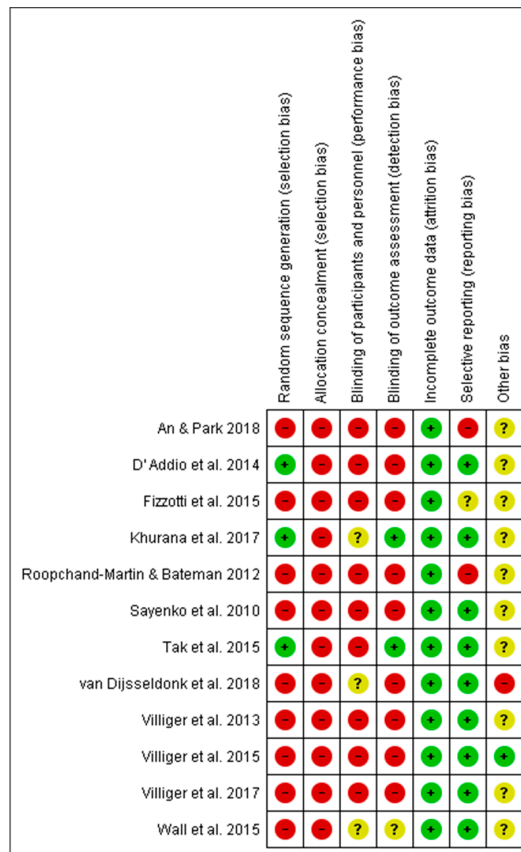 Random sequence generation (selection bias)
Allocation concealment (selection bias)
Blinding of participants and personnel (performance bias)
Blinding of outcome assessment (detection bias)
Incomplete outcome data (attrition bias)
Selective reporting (reporting bias)
Other bias
An & Park 2018 - - - - + - ?
D' Addio et al. 2014 + - - - + + ?
Fizzotti et al. 2015 - - - - + ? ?
Khurana et al. 2017 + - ? + + + ?
Roopchand-Martin & Bateman 2012 - - - - + - ?
Sayenko et al. 2010 - - - - + + ?
Tak et al. 2015 + - - + + + ?
van Dijsseldonk et al. 2018 - - ? - + + -
Villiger et al. 2013 - - - - + + ?
Villiger et al. 2015 - - - - + + +
Villiger et al. 2017 - - - - + + ?
Wall et al. 2015 - - ? ? + + ?